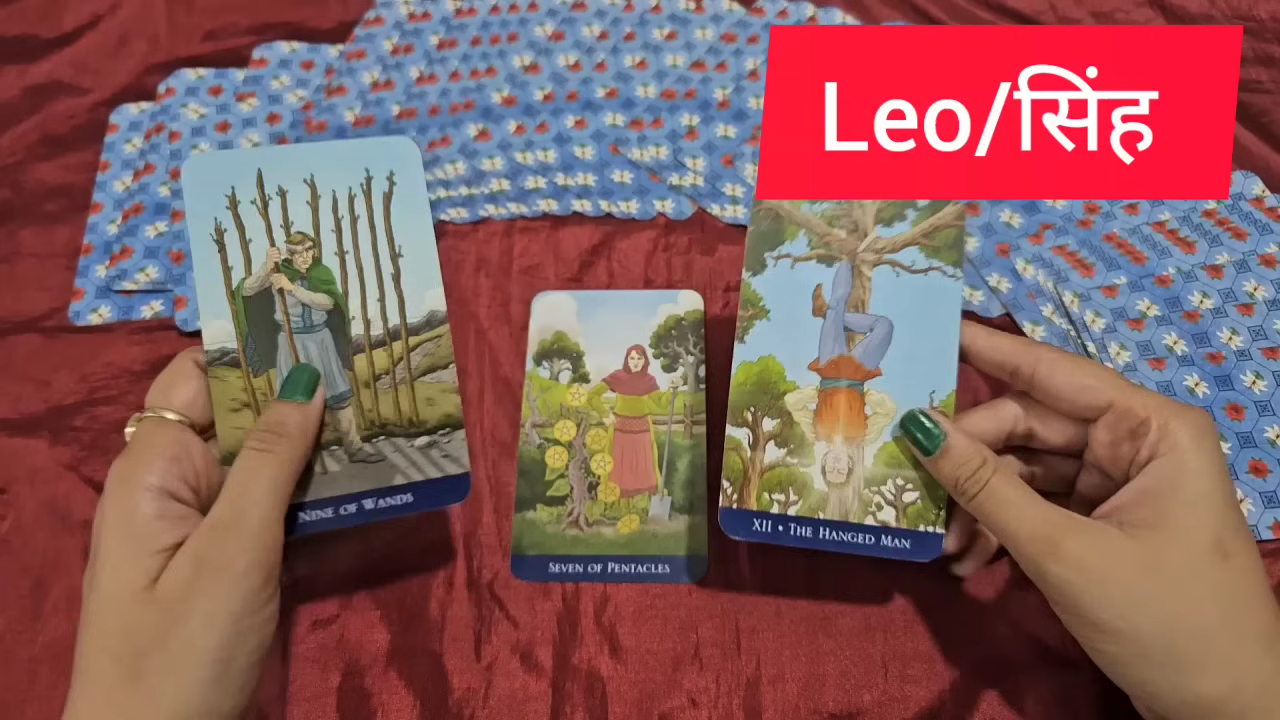 Leo/सिंह
NINE OF WANDS
SEVEN OF PENTACLES
XII • THE HANGED MAN